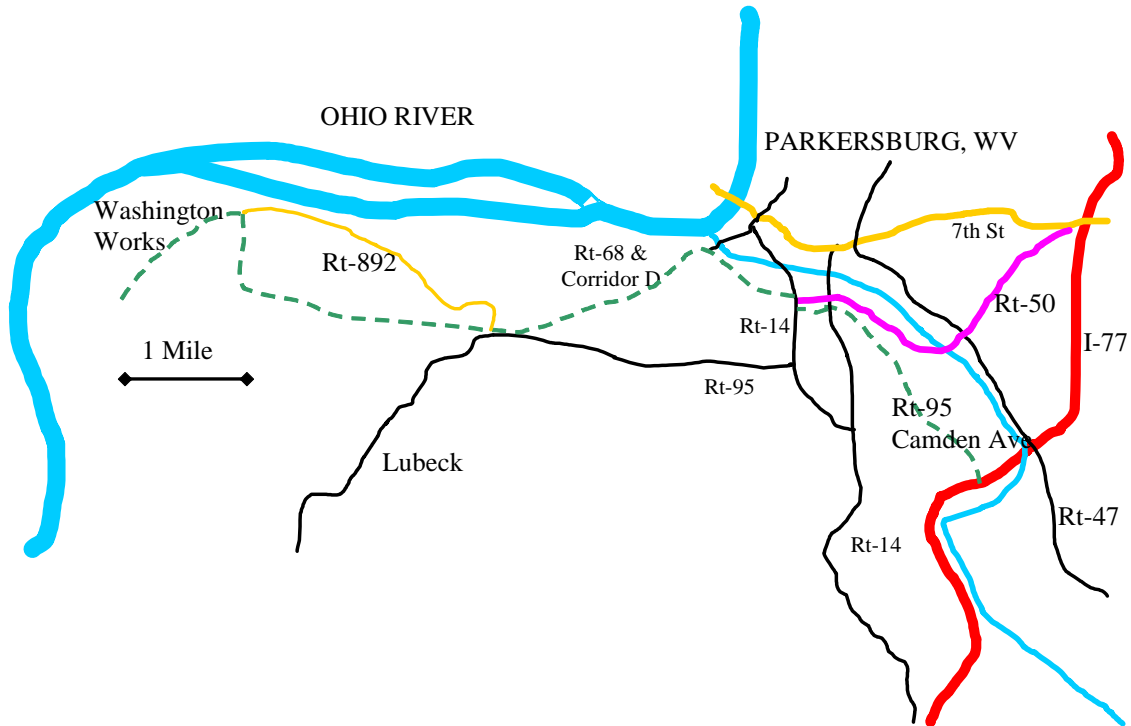 OHIO RIVER
PARKERSBURG, WV
Washington
Works
7th St
Rt-68 &
Corridor D
Rt-892
Rt-50
Rt-14
I-77
1 Mile
Rt-95
Rt-95
Camden Ave
Lubeck
Rt-47
Rt-14